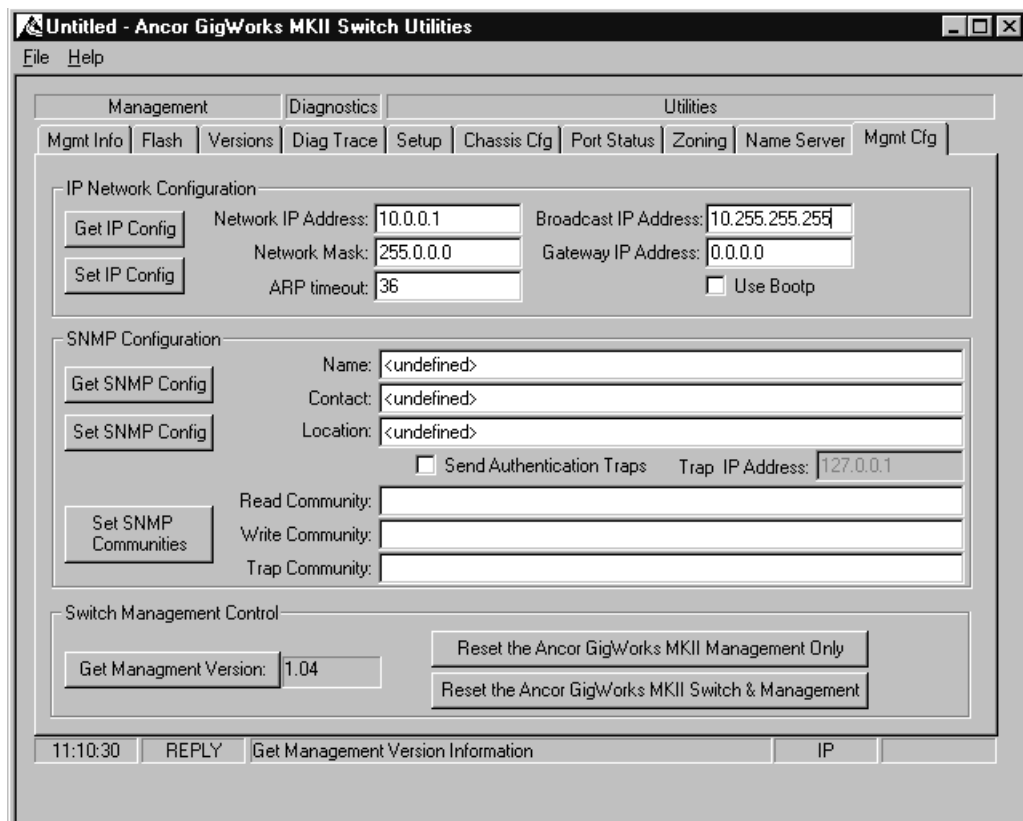 Untitled - Ancor GigWorks MKII Switch Utilities
File Help
Management Diagnostics Utilities
Mgmt Info Flash Versions Diag Trace Setup Chassis Cfg Port Status Zoning Name Server Mgmt Cfg
IP Network Configuration
Get IP Config Network IP Address: 10.0.0.1 Broadcast IP Address: 10.255.255.255
Network Mask: 255.0.0.0 Gateway IP Address: 0.0.0.0
Set IP Config ARP timeout: 36 Use Bootp
SNMP Configuration
Name: <undefined>
Get SNMP Config
Contact: <undefined>
Set SNMP Config Location: <undefined>
Send Authentication Traps Trap IP Address: 127.0.0.1
Read Community:
Set SNMP
Communities
Write Community:
Trap Community:
Switch Management Control
Get Managment Version: 1.04
Reset the Ancor GigWorks MKII Management Only
Reset the Ancor GigWorks MKII Switch & Management
11:10:30 REPLY Get Management Version Information IP